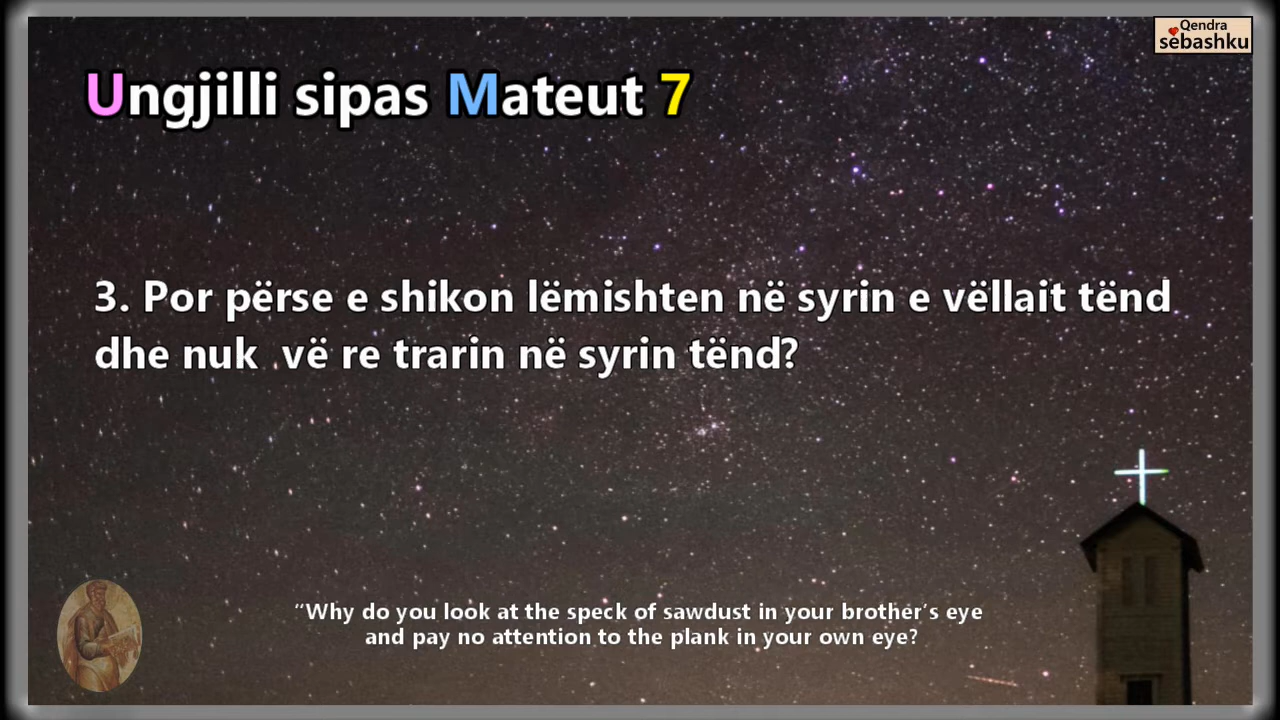 Qendra
sebashku
Ungjilli sipas Mateut 7
3. Por përse e shikon lëmishten në syrin e vëllait tënd
dhe nuk vë re trarin në syrin tënd?
“Why do you look at the speck of sawdust in your brother’s eye
and pay no attention to the plank in your own eye?